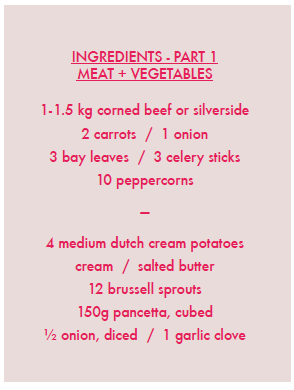 INGREDIENTS - PART 1
MEAT + VEGETABLES
1-1.5 kg corned beef or silverside
2 carrots / 1 onion
3 bay leaves / 3 celery sticks
10 peppercorns
—
4 medium dutch cream potatoes
cream / salted butter
12 brussell sprouts
150g pancetta, cubed
½ onion, diced / 1 garlic clove